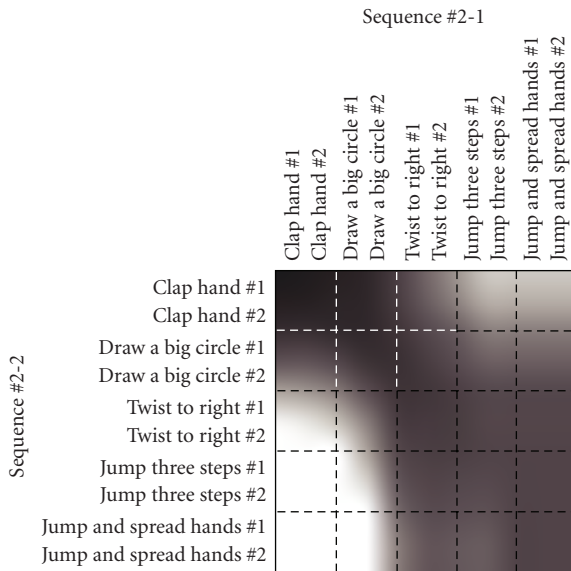 Sequence #2-1
Clap hand #1
Clap hand #2
Draw a big circle #1
Draw a big circle #2
Twist to right #1
Twist to right #2
Jump three steps #1
Jump three steps #2
Jump and spread hands #1
Jump and spread hands #2
Sequence #2-2
Clap hand #1
Clap hand #2
Draw a big circle #1
Draw a big circle #2
Twist to right #1
Twist to right #2
Jump three steps #1
Jump three steps #2
Jump and spread hands #1
Jump and spread hands #2